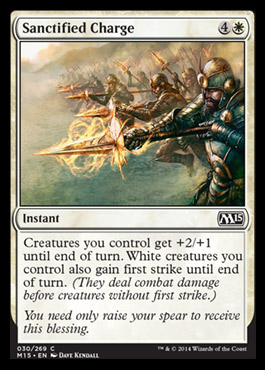 Sanctified Charge 4
Instant M15
Creatures you control get +2/+1
until end of turn. White creatures you
control also gain first strike until end
of turn. (They deal combat damage
before creatures without first strike.)
You need only raise your spear to receive
this blessing.
030/269 C
M15 • EN DAVE KENDALL ™ & © 2014 Wizards of the Coast